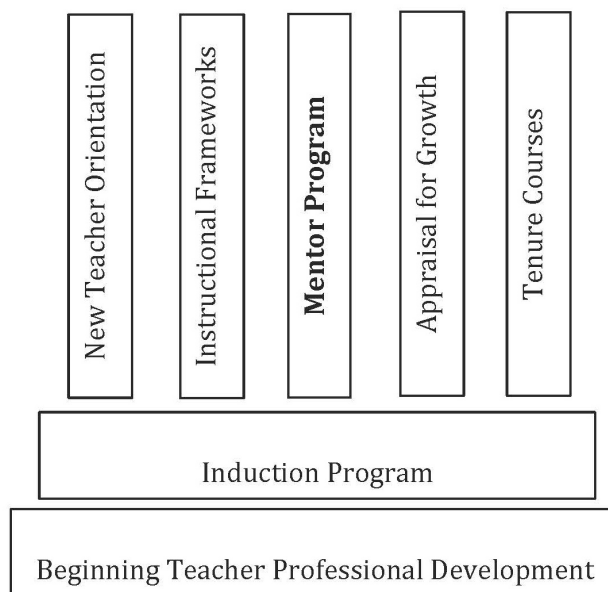 New Teacher Orientation
Instructional Frameworks
Mentor Program
Appraisal for Growth
Tenure Courses
Induction Program
Beginning Teacher Professional Development